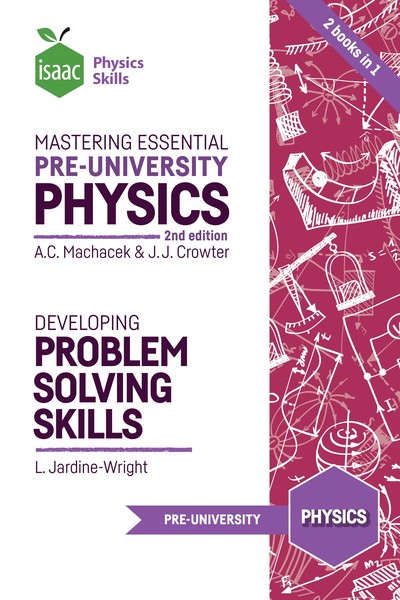 2 books in 1
isaac
Physics
Skills
MASTERING ESSENTIAL
PRE-UNIVERSITY
PHYSICS
2nd edition
A.C. Machacek & J. J. Crowter
DEVELOPING
PROBLEM
SOLVING
SKILLS
L. Jardine-Wright
PRE-UNIVERSITY
PHYSICS